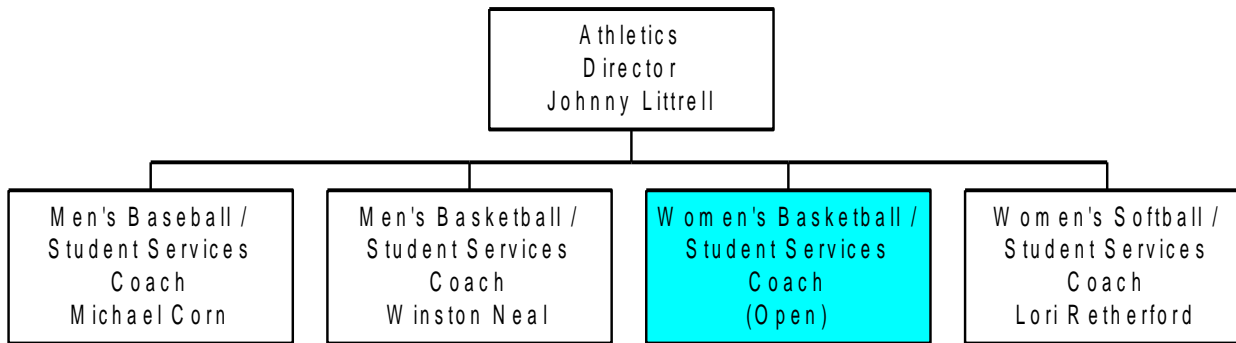 Athletics
Director
Johnny Littrell
Men's Baseball /
Student Services
Coach
Michael Corn
Men's Basketball /
Student Services
Coach
Winston Neal
Women's Basketball /
Student Services
Coach
(Open)
Women's Softball /
Student Services
Coach
Lori Retherford